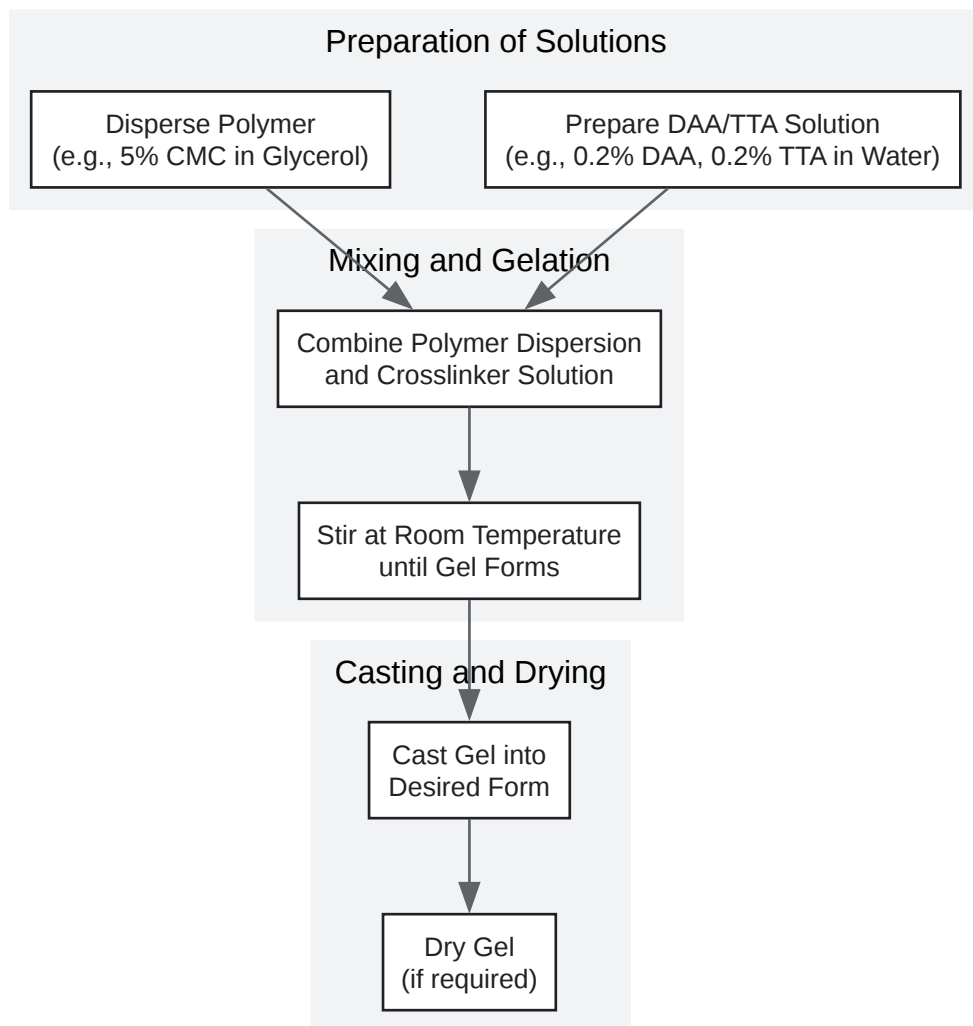 Preparation of Solutions
Disperse Polymer
(e.g., 5% CMC in Glycerol)
Prepare DAA/TTA Solution
(e.g., 0.2% DAA, 0.2% TTA in Water)
Mixing and Gelation
Combine Polymer Dispersion
and Crosslinker Solution
Stir at Room Temperature
until Gel Forms
Casting and Drying
Cast Gel into
Desired Form
Dry Gel
(if required)